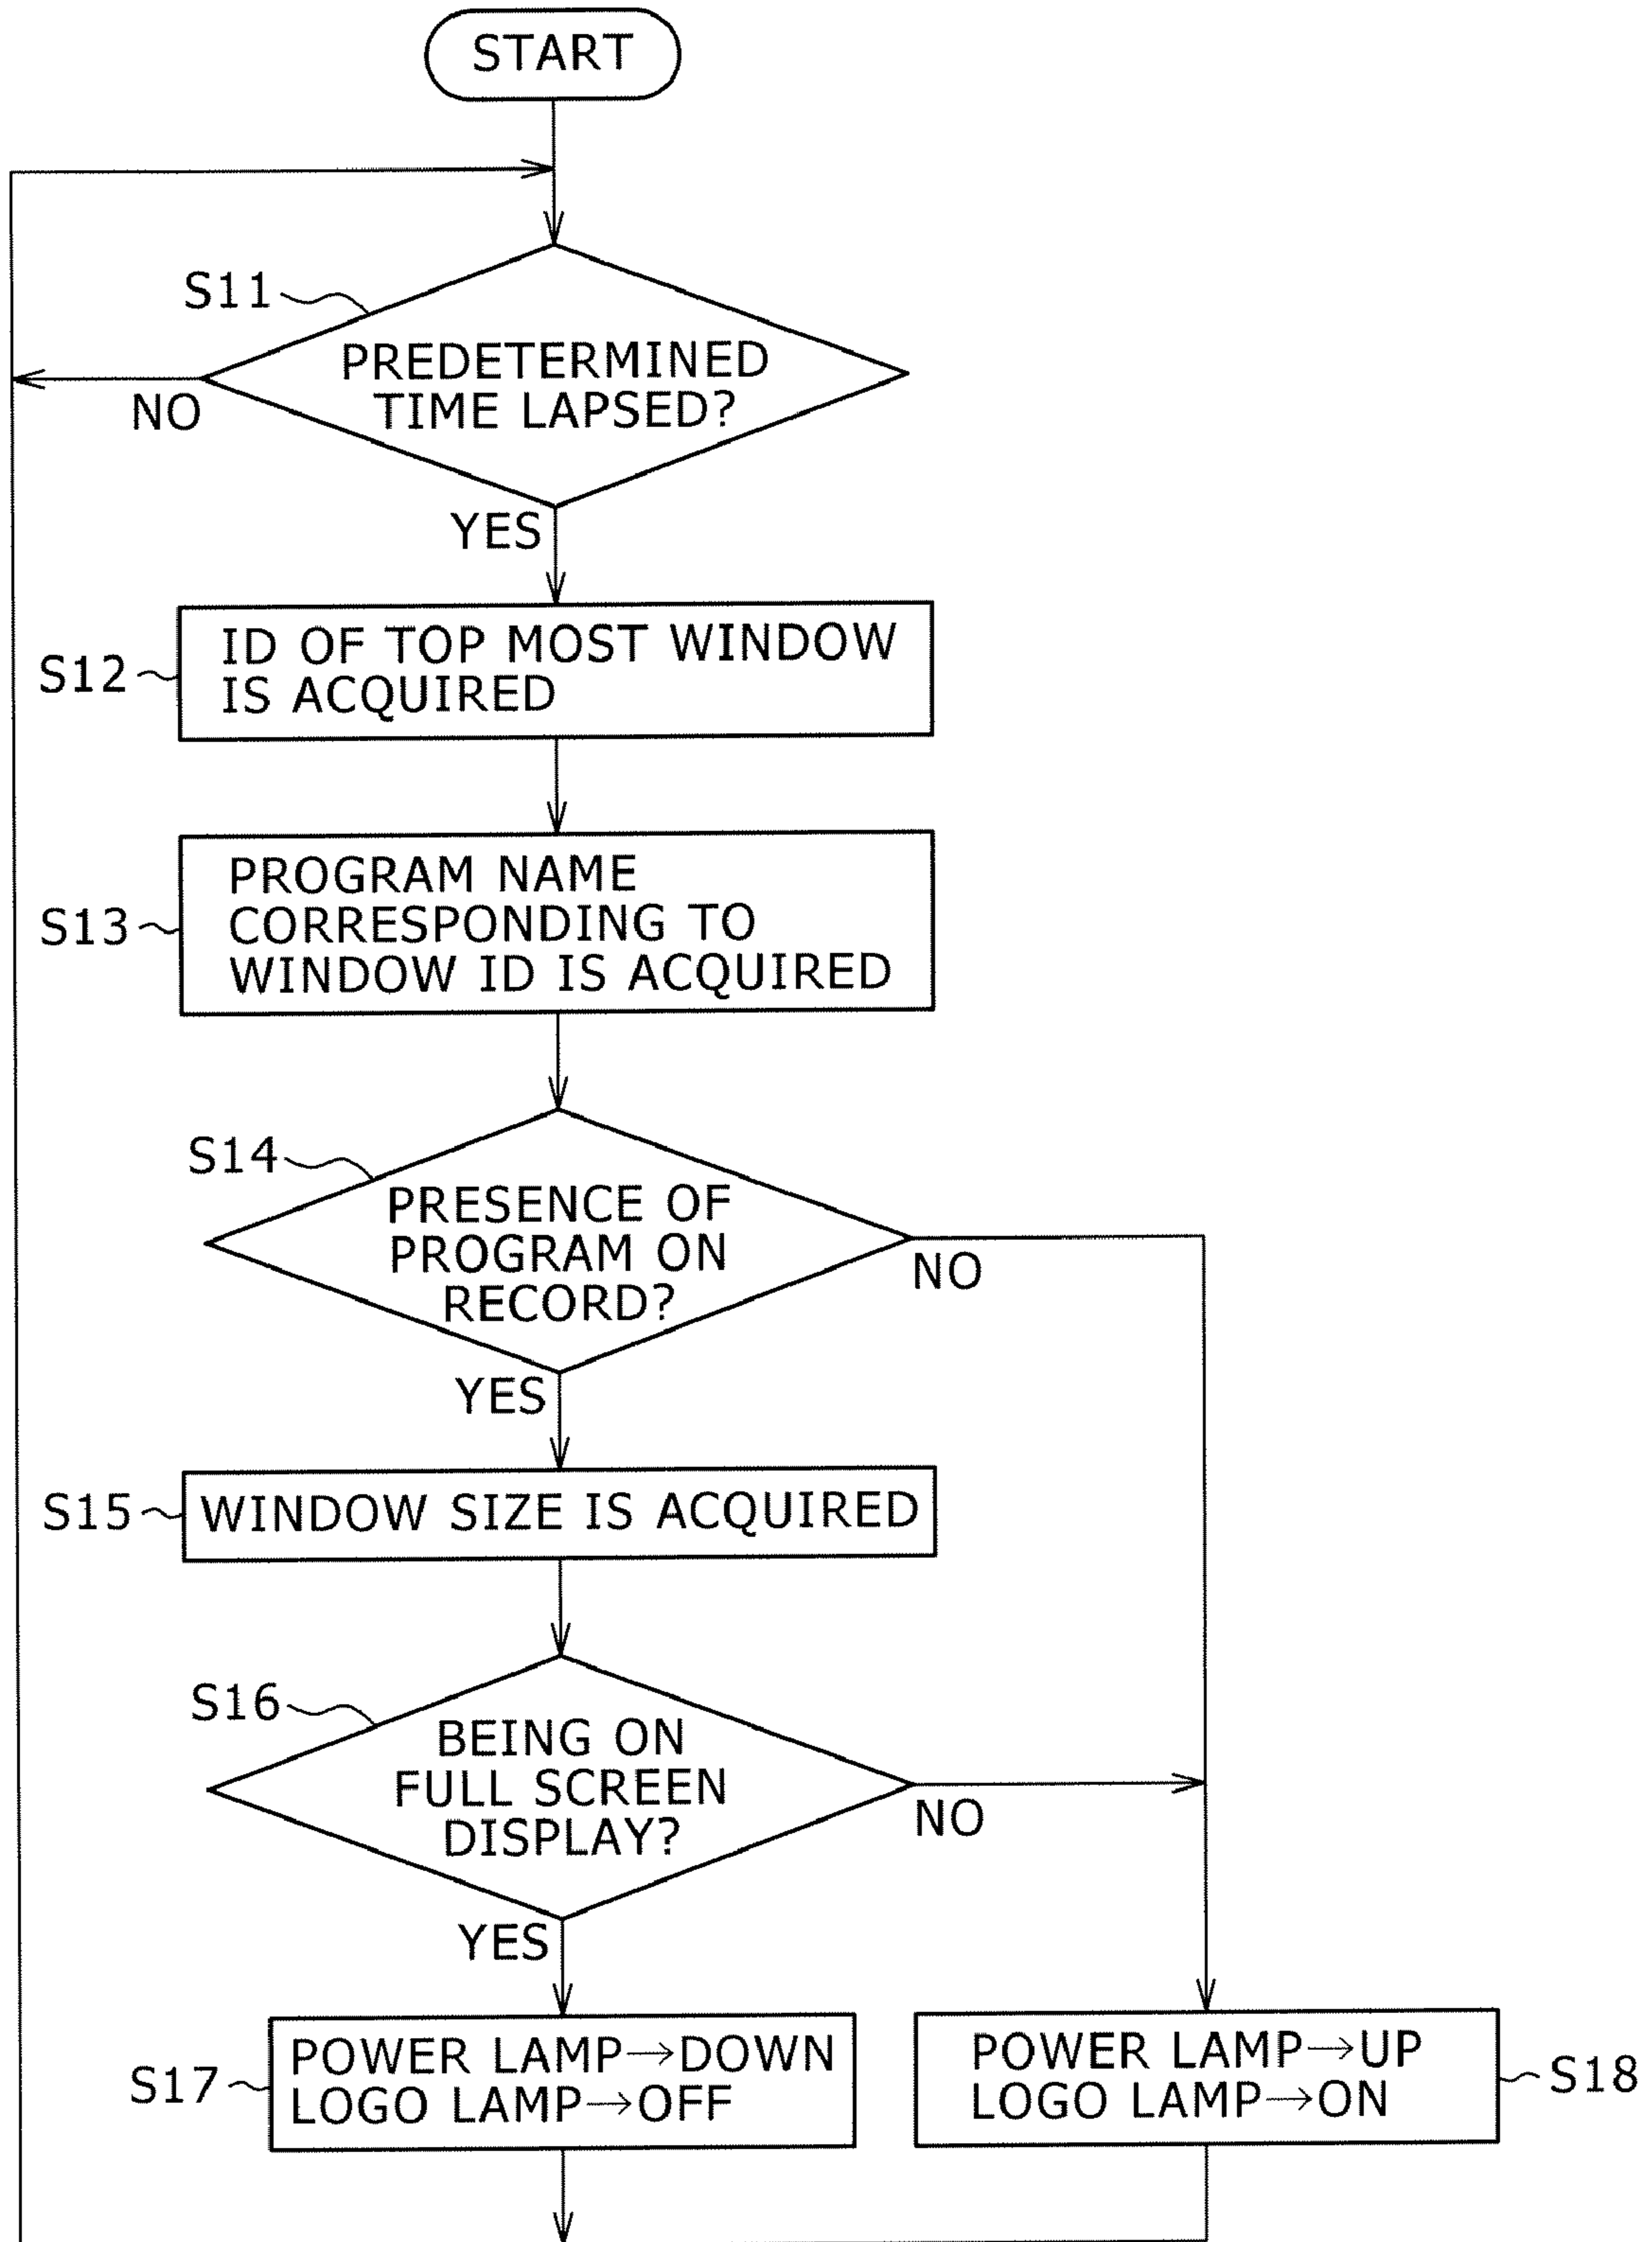 START
S11
PREDETERMINED
TIME LAPSED?
NO
YES
S12
ID OF TOP MOST WINDOW
IS ACQUIRED
S13
PROGRAM NAME
CORRESPONDING TO
WINDOW ID IS ACQUIRED
S14
PRESENCE OF
PROGRAM ON
RECORD?
NO
YES
S15
WINDOW SIZE IS ACQUIRED
S16
BEING ON
FULL SCREEN
DISPLAY?
NO
YES
S17
POWER LAMP→DOWN
LOGO LAMP→OFF
POWER LAMP→UP
LOGO LAMP→ON
S18